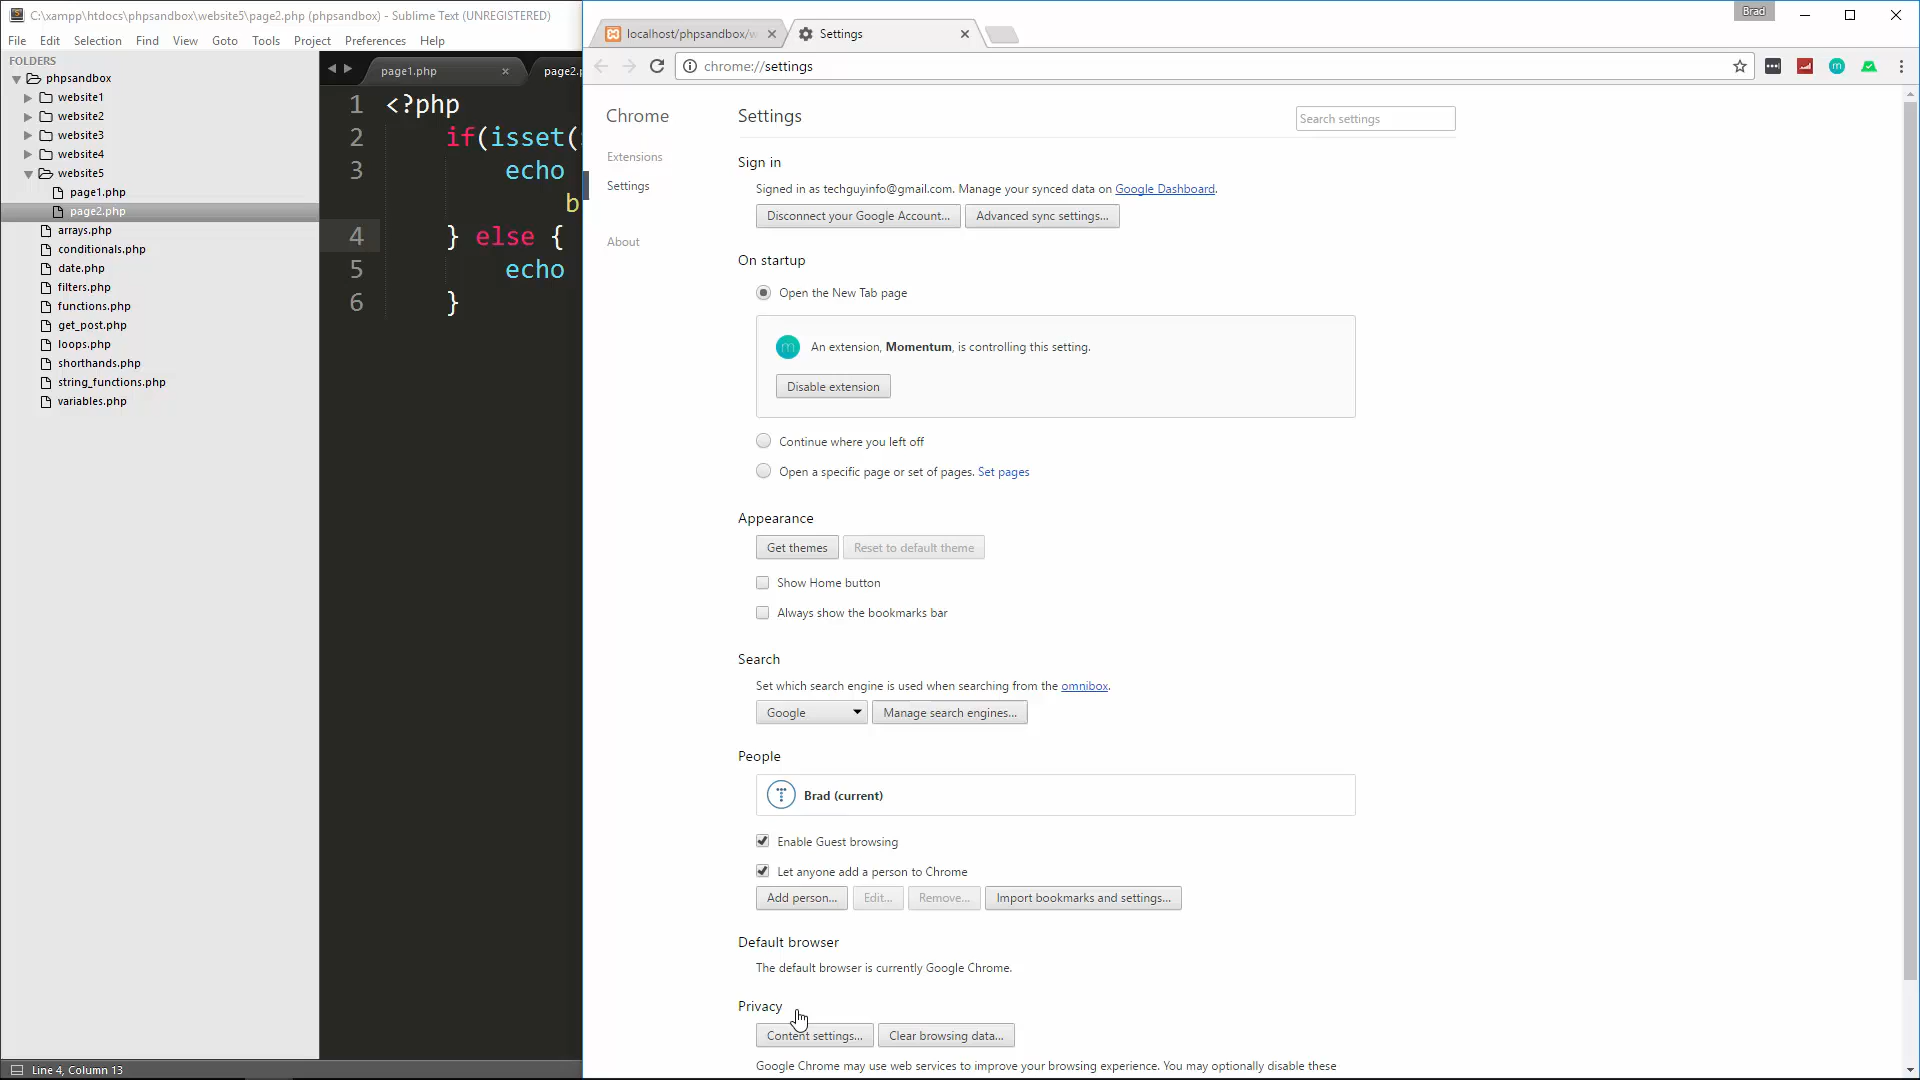 C:\xampp\htdocs\phpsandbox\website5\page2.php (phpsandbox) - Sublime Text (UNREGISTERED)
File Edit Selection Find View Goto Tools Project Preferences Help
FOLDERS
phpsandbox
website1
website2
website3
website4
website5
page1.php
page2.php
arrays.php
conditionals.php
date.php
filters.php
functions.php
get_post.php
loops.php
shorthands.php
string_functions.php
variables.php
page1.php
1 <?php
2 if(isset(
3 echo
b
4 } else {
5 echo
6 }
Line 4, Column 13
Brad
localhost/phpsandbox/w
Settings
chrome://settings
Chrome
Extensions
Settings
About
Settings
Search settings
Sign in
Signed in as techguyinfo@gmail.com. Manage your synced data on Google Dashboard.
Disconnect your Google Account... Advanced sync settings...
On startup
Open the New Tab page
m An extension, Momentum, is controlling this setting.
Disable extension
Continue where you left off
Open a specific page or set of pages. Set pages
Appearance
Get themes Reset to default theme
Show Home button
Always show the bookmarks bar
Search
Set which search engine is used when searching from the omnibox.
Google Manage search engines...
People
Brad (current)
Enable Guest browsing
Let anyone add a person to Chrome
Add person... Edit... Remove... Import bookmarks and settings...
Default browser
The default browser is currently Google Chrome.
Privacy
Content settings... Clear browsing data...
Google Chrome may use web services to improve your browsing experience. You may optionally disable these